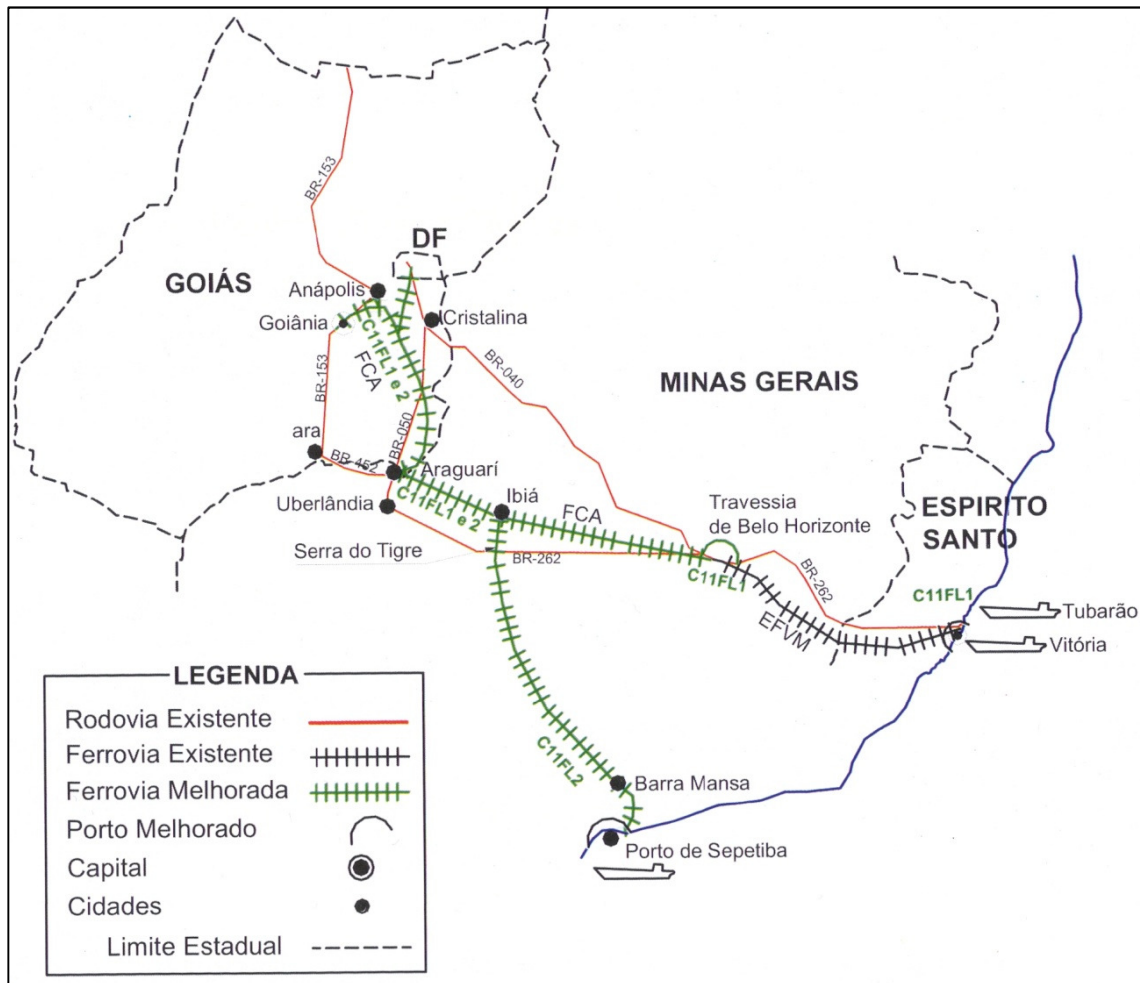 BR-153
DF
GOIÁS
Anápolis
Goiânia
Cristalina
C11FL1 e 2
FCA
BR-153
BR-050
BR-040
MINAS GERAIS
ara
BR-452
Araguarí
Uberlândia
C11FL1 e 2
Ibiá
FCA
Travessia
de Belo Horizonte
ESPIRITO
SANTO
Serra do Tigre
BR-262
C11FL1
BR-262
C11FL1
Tubarão
EFVM
Vitória
C11FL2
Barra Mansa
Porto de Sepetiba
LEGENDA
Rodovia Existente
Ferrovia Existente
Ferrovia Melhorada
Porto Melhorado
Capital
Cidades
Limite Estadual